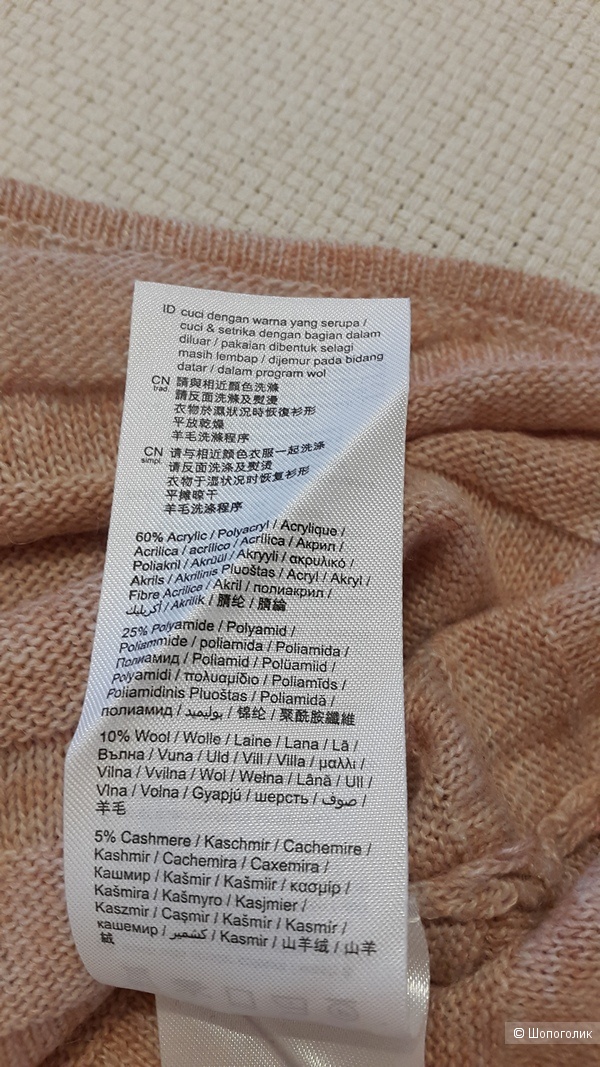 ID cuci dengan warna yang serupa /
cuci & setrika dengan bagian dalam
diluar / pakaian dibentuk selagi
masih lembap / dijemur pada bidang
datar / dalam program wol
CN trad. 請與相近顏色洗滌
請反面洗滌及熨燙
衣物於濕狀況時恢復衫形
平放乾燥
羊毛洗滌程序
CN simpl. 请与相近颜色衣服一起洗涤
请反面洗涤及熨烫
衣物于湿状况时恢复衫形
平摊晾干
羊毛洗涤程序
60% Acrylic / Polyacryl / Acrylique /
Acrílica / acrilico / Acrílica / Акрил /
Poliakril / Akrüül / Akryyli / ακρυλικό /
Akrils / Akrilinis Pluoštas / Acryl / Akryl /
Fibre Acrilice / Akril / полиакрил /
أكريليك / Akrilik / 腈纶 / 腈綸
25% Polyamide / Polyamid /
Poliammide / poliamida / Poliamida /
Полиамид / Poliamid / Polüamiid /
Polyamidi / πολυαμίδιο / Poliamīds /
Poliamidinis Pluoštas / Poliamidă /
полиамид / بوليميد / 锦纶 / 聚酰胺纖維
10% Wool / Wolle / Laine / Lana / Lã /
Вълна / Vuna / Uld / Vill / Villa / μαλλι /
Vilna / Vvilna / Wol / Wełna / Lână / Ull /
Vlna / Volna / Gyapjú / шерсть / صوف /
羊毛
5% Cashmere / Kaschmir / Cachemire /
Kashmir / Cachemira / Caxemira /
Кашмир / Kašmir / Kašmiir / κασμίρ /
Kašmira / Kašmyro / Kasjmier /
Kaszmir / Caşmir / Kašmír / Kasmír /
кашемир / كشمير / Kasmir / 山羊绒 / 山羊
絨
© Шопоголик